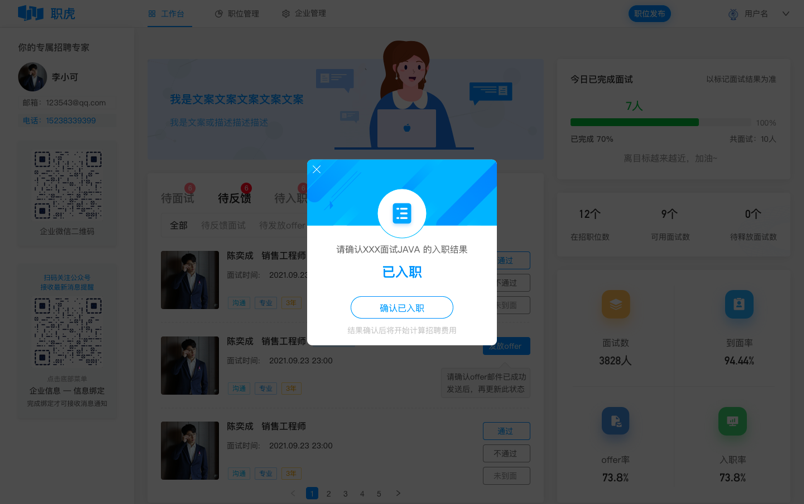 职虎
工作台
职位管理
企业管理
职位发布
用户名
你的专属招聘专家
李小可
邮箱: 123543@qq.com
电话: 15238339399
企业微信二维码
扫码关注公众号
接收最新消息提醒
点击底部菜单
企业信息 — 信息绑定
完成绑定才可接收消息通知
我是文案文案文案文案文案
我是文案或描述描述描述
待面试
待反馈
6
待入职
全部
待反馈面试
待发放offer
陈奕成 销售工程师
面试时间: 2021.09.23
沟通
专业
通过
不通过
未到面
陈奕成
面试时间: 2021.09.23 23:00
沟通
专业
发放offer
请确认offer邮件已成功
发送后,再更新此状态
陈奕成 销售工程师
面试时间: 2021.09.23 23:00
沟通
专业
通过
不通过
未到面
1 2 3 4 5
请确认XXX面试JAVA 的入职结果
已入职
确认已入职
结果确认后将开始计算招聘费用
今日已完成面试
以标记面试结果为准
7人
100%
已完成 70%
共面试: 10人
离目标越来越近,加油~
12个
9个
0个
在招职位数
可用面试数
待释放面试数
面试数
3828人
到面率
94.44%
offer率
73.8%
入职率
73.8%